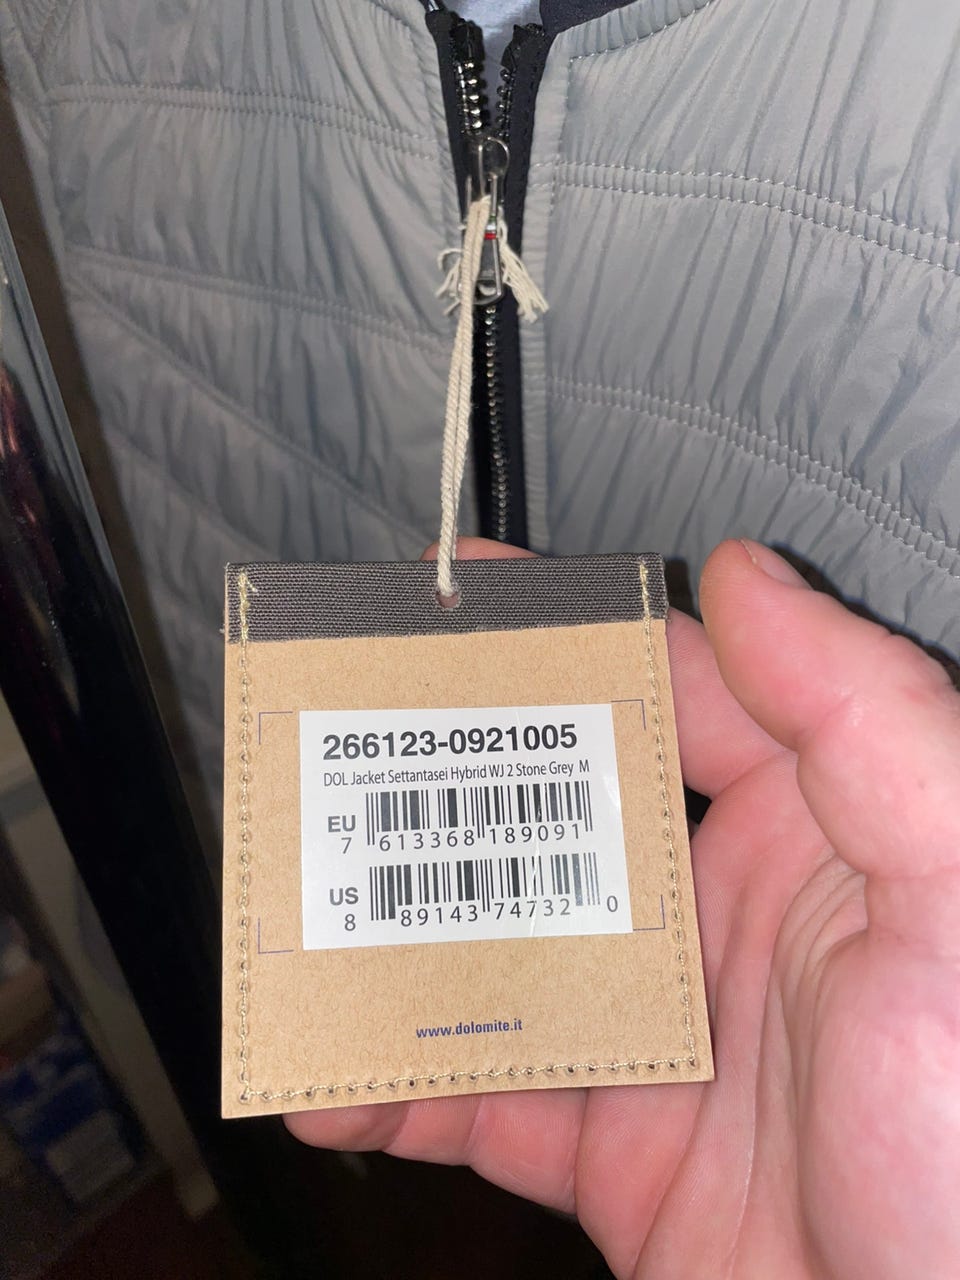 266123-0921005
DOL Jacket Settantasei Hybrid WJ 2 Stone Grey M
EU
7 613368 189091
US
8 89143 74732 0
www.dolomite.it